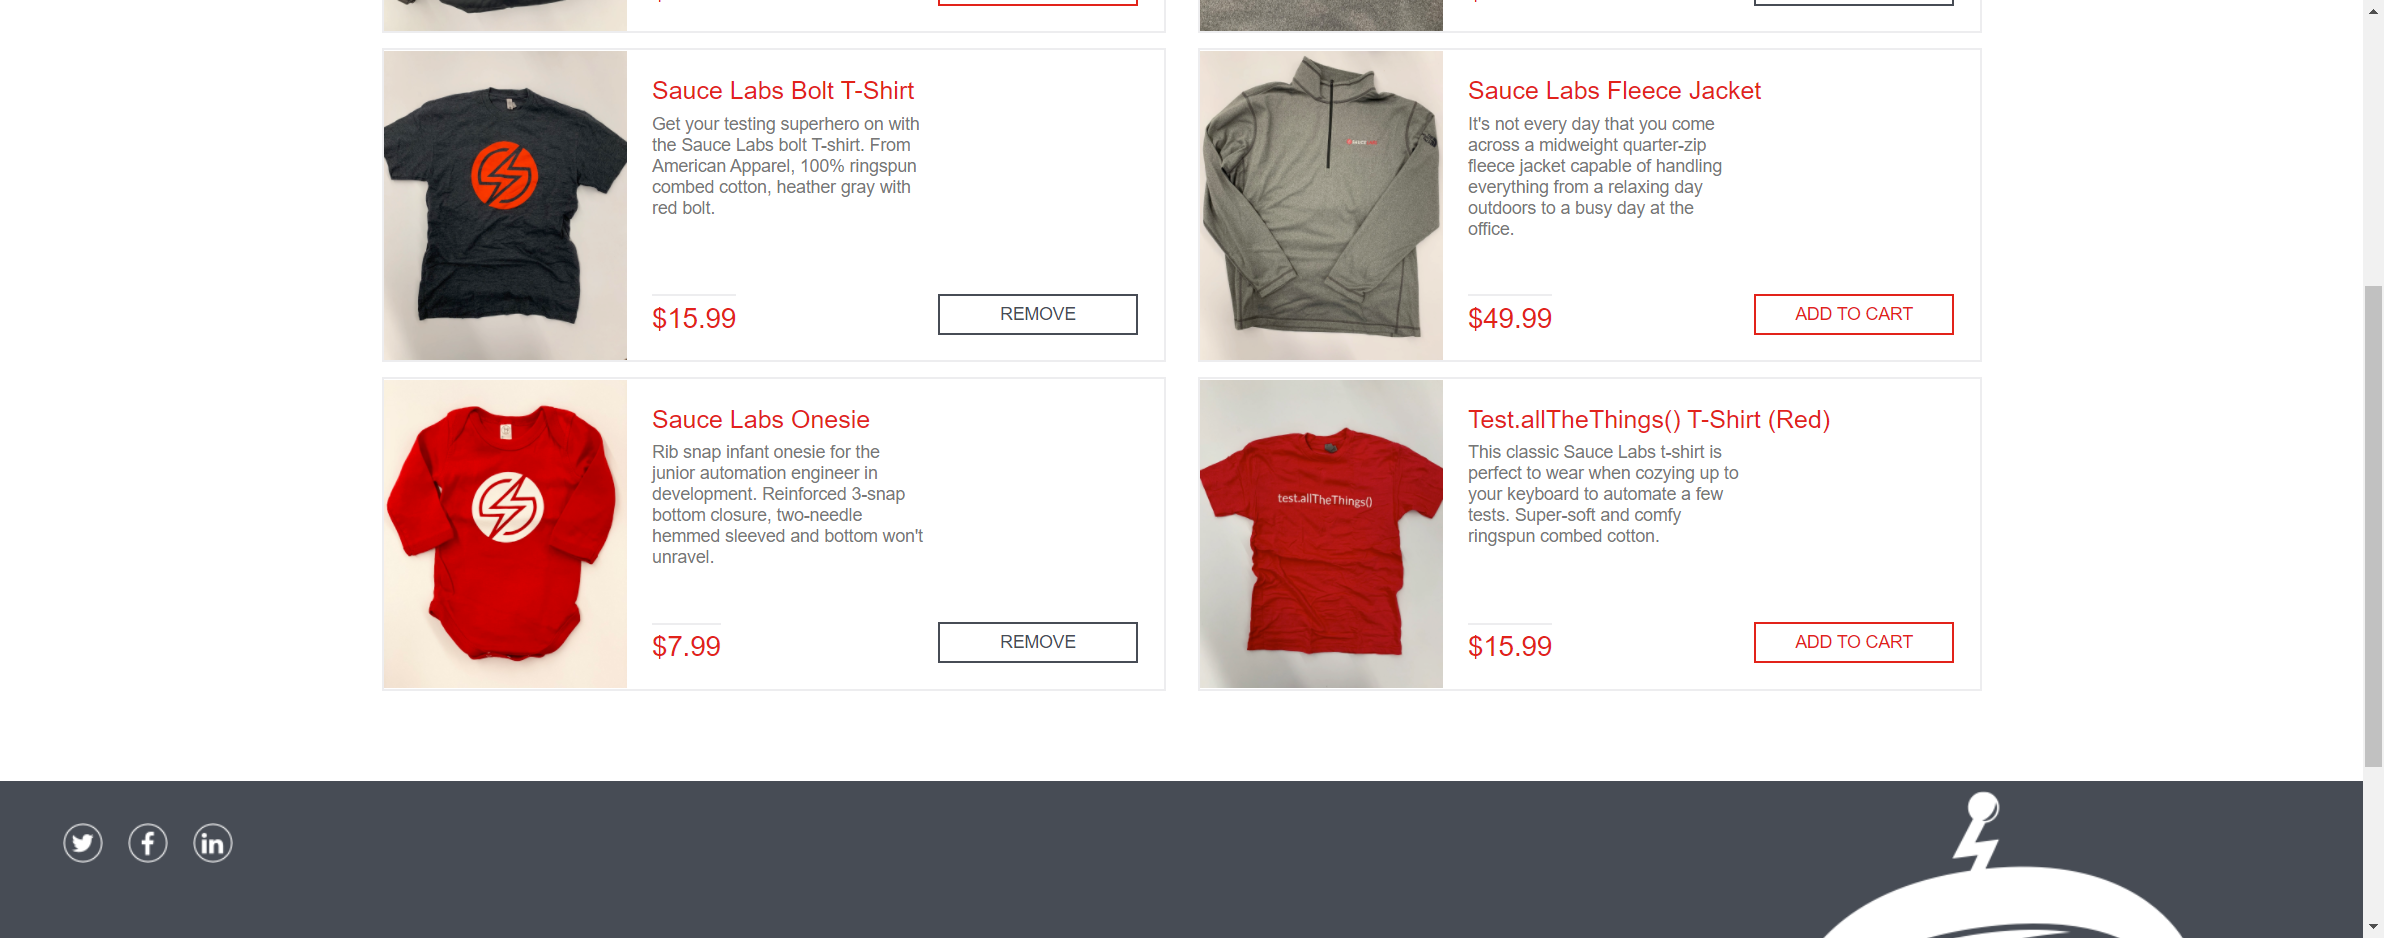 Sauce Labs Bolt T-Shirt
Get your testing superhero on with
the Sauce Labs bolt T-shirt. From
American Apparel, 100% ringspun
combed cotton, heather gray with
red bolt.
$15.99
REMOVE
Sauce Labs Fleece Jacket
It's not every day that you come
across a midweight quarter-zip
fleece jacket capable of handling
everything from a relaxing day
outdoors to a busy day at the
office.
$49.99
ADD TO CART
Sauce Labs Onesie
Rib snap infant onesie for the
junior automation engineer in
development. Reinforced 3-snap
bottom closure, two-needle
hemmed sleeved and bottom won't
unravel.
$7.99
REMOVE
test.allTheThings()
Test.allTheThings() T-Shirt (Red)
This classic Sauce Labs t-shirt is
perfect to wear when cozying up to
your keyboard to automate a few
tests. Super-soft and comfy
ringspun combed cotton.
$15.99
ADD TO CART